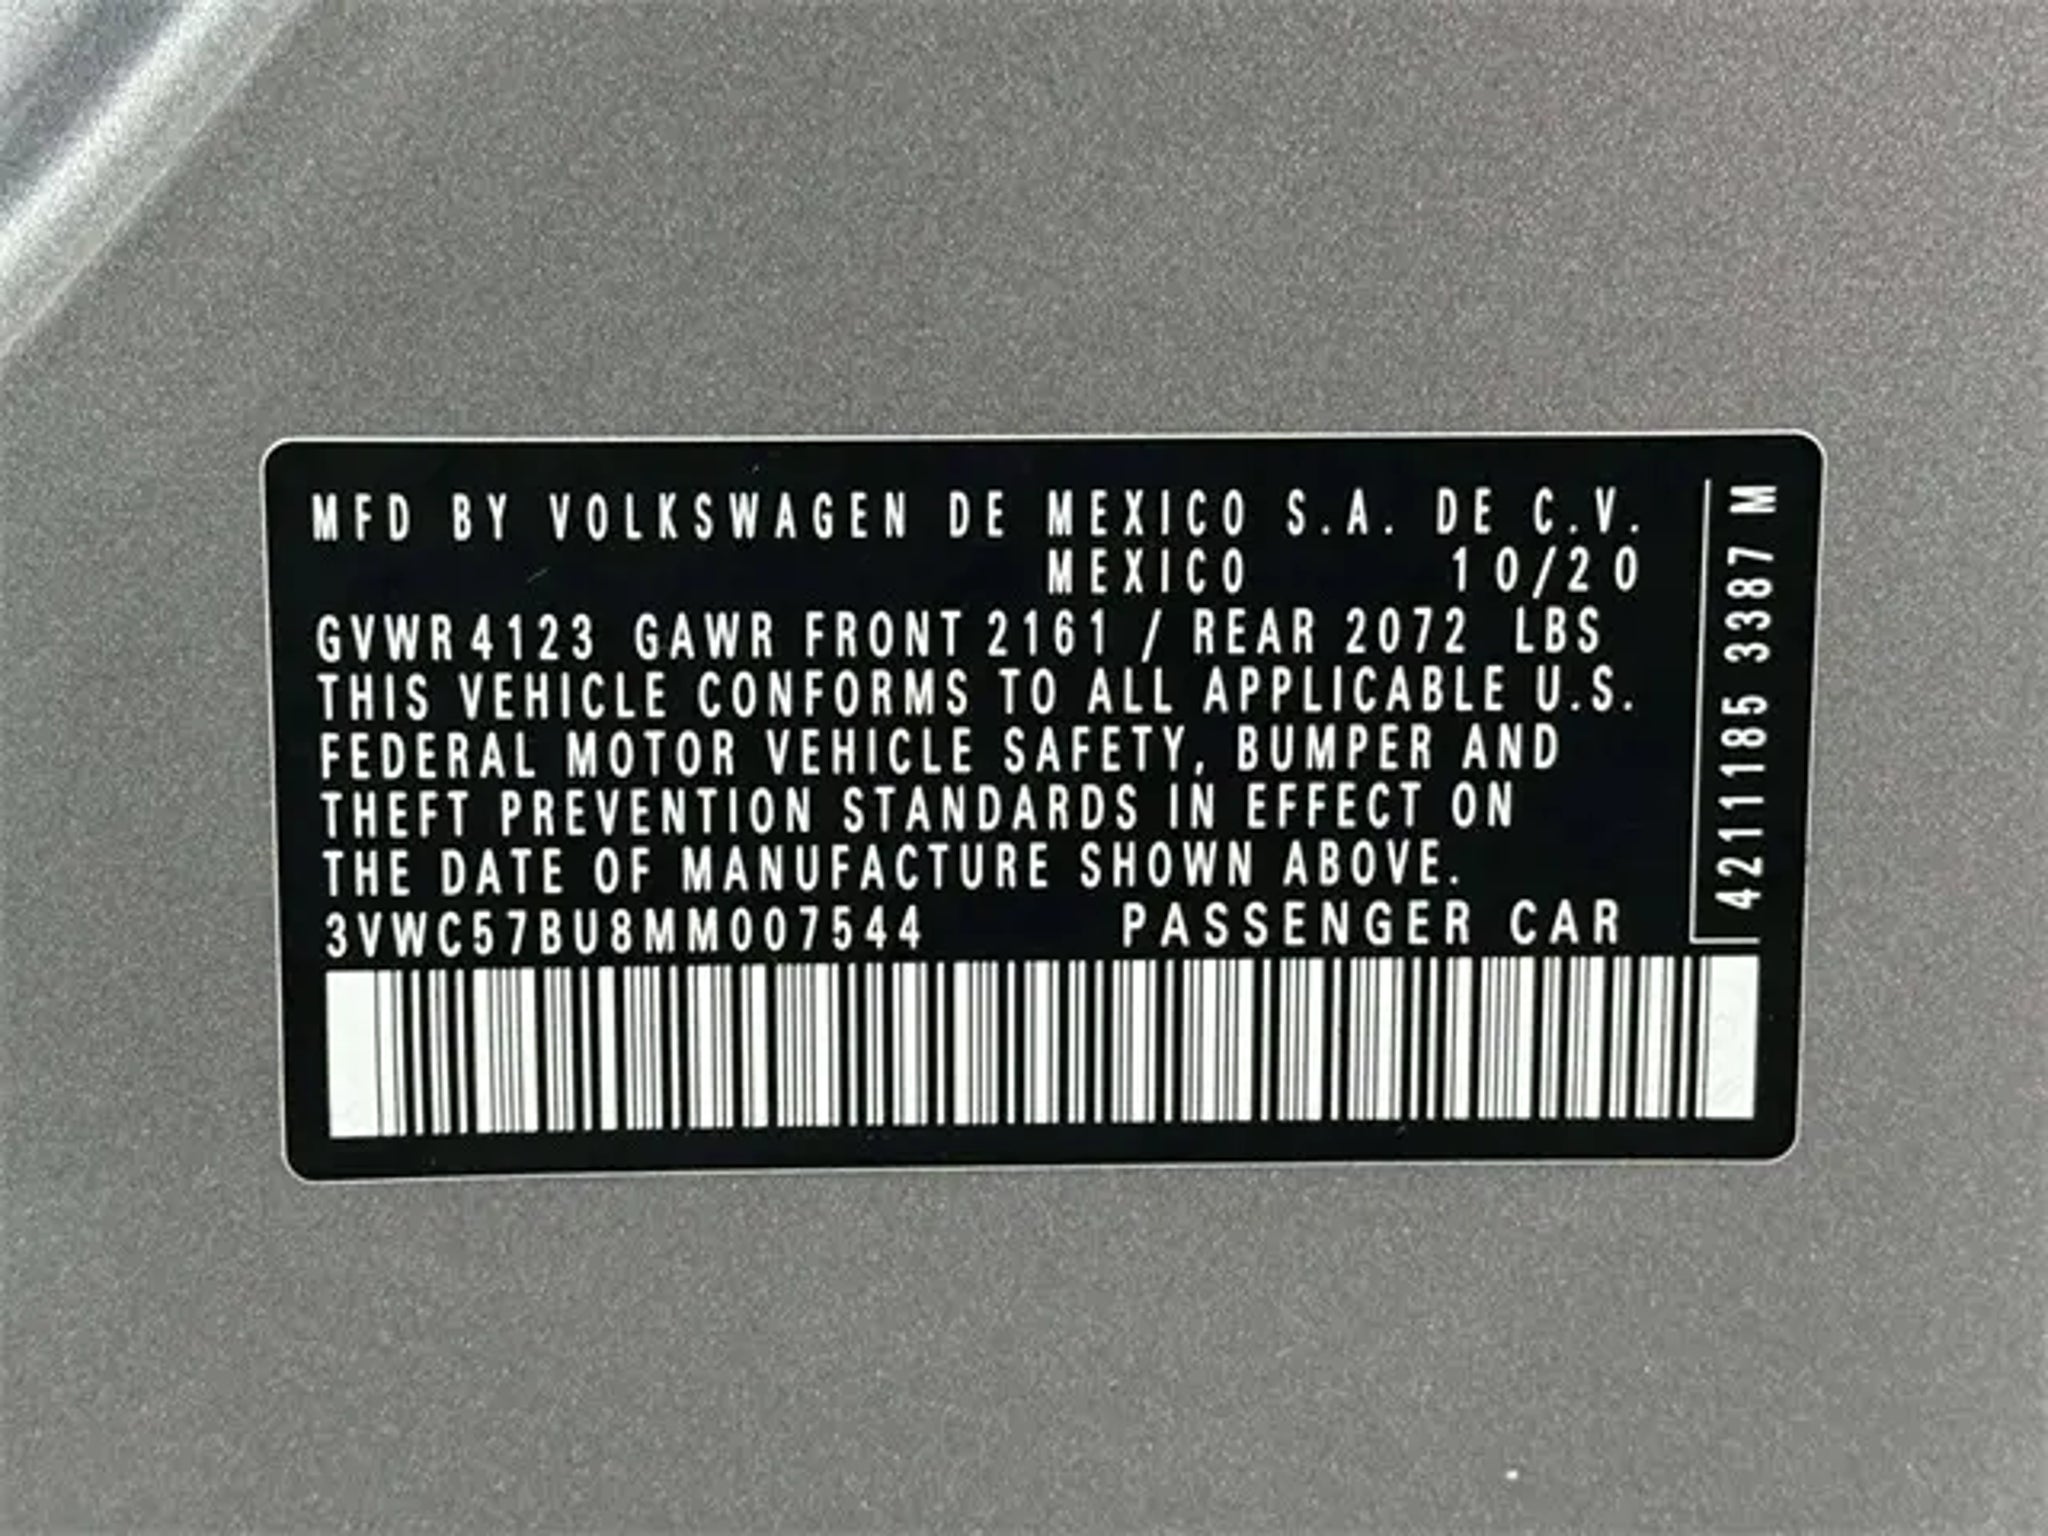 MFD BY VOLKSWAGEN DE MEXICO S.A. DE C.V.
MEXICO 10/20
GVWR 4123 GAWR FRONT 2161 / REAR 2072 LBS
THIS VEHICLE CONFORMS TO ALL APPLICABLE U.S.
FEDERAL MOTOR VEHICLE SAFETY, BUMPER AND
THEFT PREVENTION STANDARDS IN EFFECT ON
THE DATE OF MANUFACTURE SHOWN ABOVE.
3VWC57BU8MM007544 PASSENGER CAR
4211185 3387 M